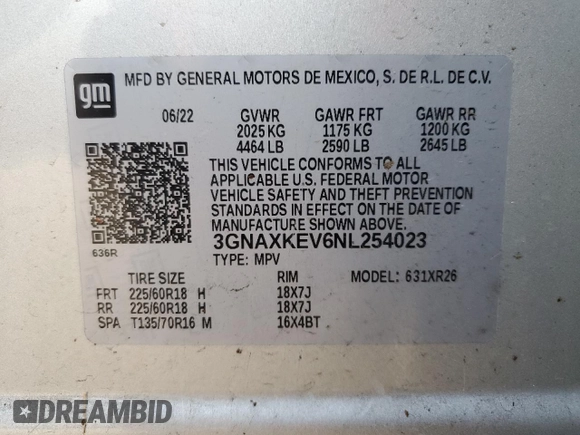 gm
MFD BY GENERAL MOTORS DE MEXICO, S. DE R.L. DE C.V.
06/22 GVWR GAWR FRT GAWR RR
2025 KG 1175 KG 1200 KG
4464 LB 2590 LB 2645 LB
THIS VEHICLE CONFORMS TO ALL
APPLICABLE U.S. FEDERAL MOTOR
VEHICLE SAFETY AND THEFT PREVENTION
STANDARDS IN EFFECT ON THE DATE OF
MANUFACTURE SHOWN ABOVE.
3GNAXKEV6NL254023
636R
TYPE: MPV
TIRE SIZE RIM MODEL: 631XR26
FRT 225/60R18 H 18X7J
RR 225/60R18 H 18X7J
SPA T135/70R16 M 16X4BT
DREAMBID